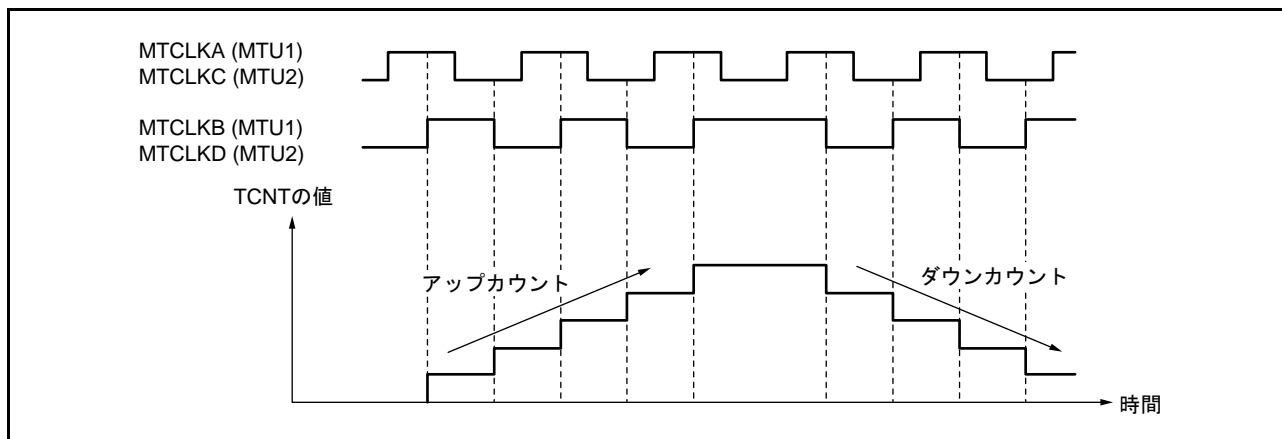 MTCLKA (MTU1)
MTCLKC (MTU2)
MTCLKB (MTU1)
MTCLKD (MTU2)
TCNTの値
アップカウント
ダウンカウント
時間